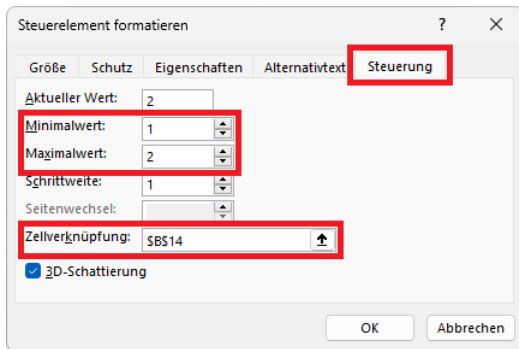 Steuerelement formatieren ? ×
Größe Schutz Eigenschaften Alternativtext Steuerung
Aktueller Wert: 2
Minimalwert: 1
Maximalwert: 2
Schrittweite: 1
Seitenwechsel:
Zellverknüpfung: $B$14
3D-Schattierung
OK Abbrechen